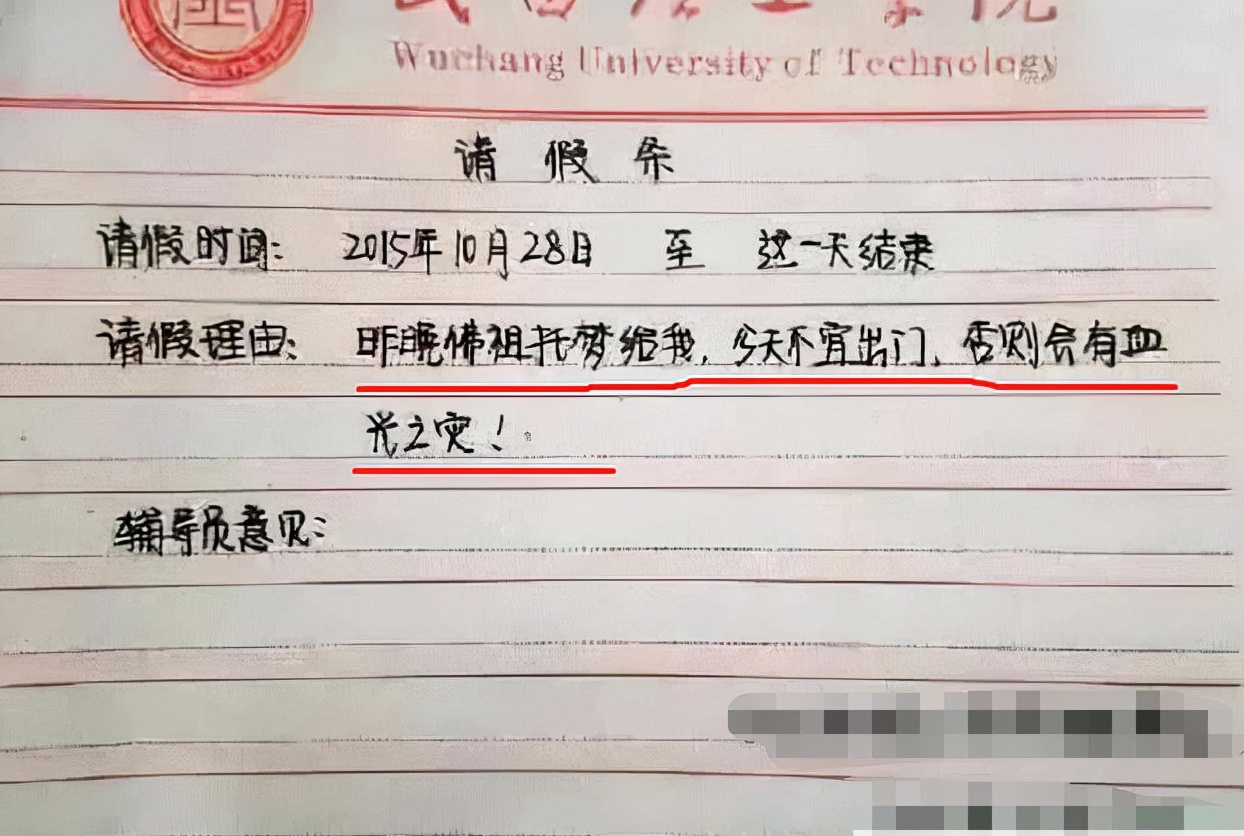 Wuchang University of Technology
请假条
请假时间： 2015年10月28日 至 这一天结束
请假理由： 昨晚佛祖托梦给我，今天不宜出门，否则会有血
光之灾！
辅导员意见：